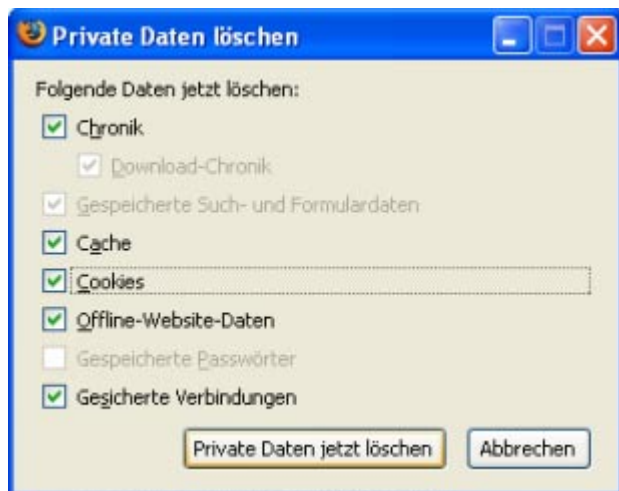 Private Daten löschen
Folgende Daten jetzt löschen:
Chronik
Download-Chronik
Gespeicherte Such- und Formulardaten
Cache
Cookies
Offline-Website-Daten
Gespeicherte Passwörter
Gesicherte Verbindungen
Private Daten jetzt löschen Abbrechen